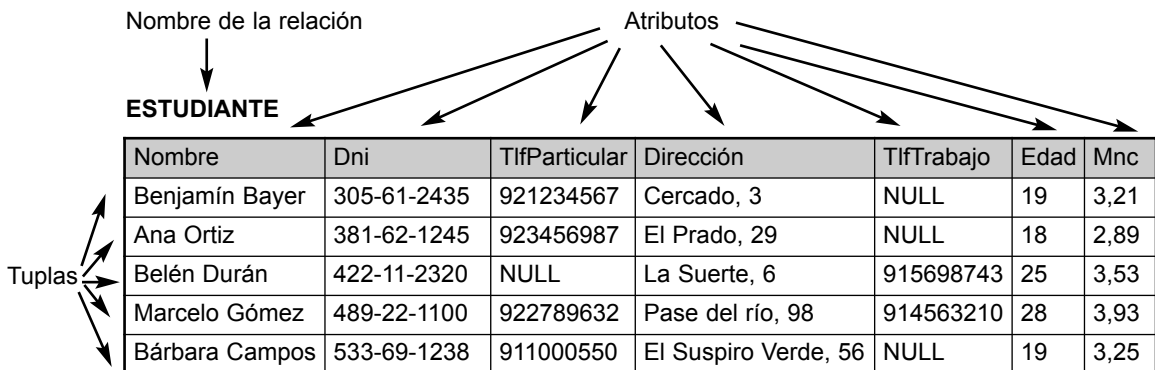 Nombre de la relación Atributos
ESTUDIANTE
Nombre Dni TlfParticular Dirección TlfTrabajo Edad Mnc
Benjamín Bayer 305-61-2435 921234567 Cercado, 3 NULL 19 3,21
Ana Ortiz 381-62-1245 923456987 El Prado, 29 NULL 18 2,89
Tuplas Belén Durán 422-11-2320 NULL La Suerte, 6 915698743 25 3,53
Marcelo Gómez 489-22-1100 922789632 Pase del río, 98 914563210 28 3,93
Bárbara Campos 533-69-1238 911000550 El Suspiro Verde, 56 NULL 19 3,25